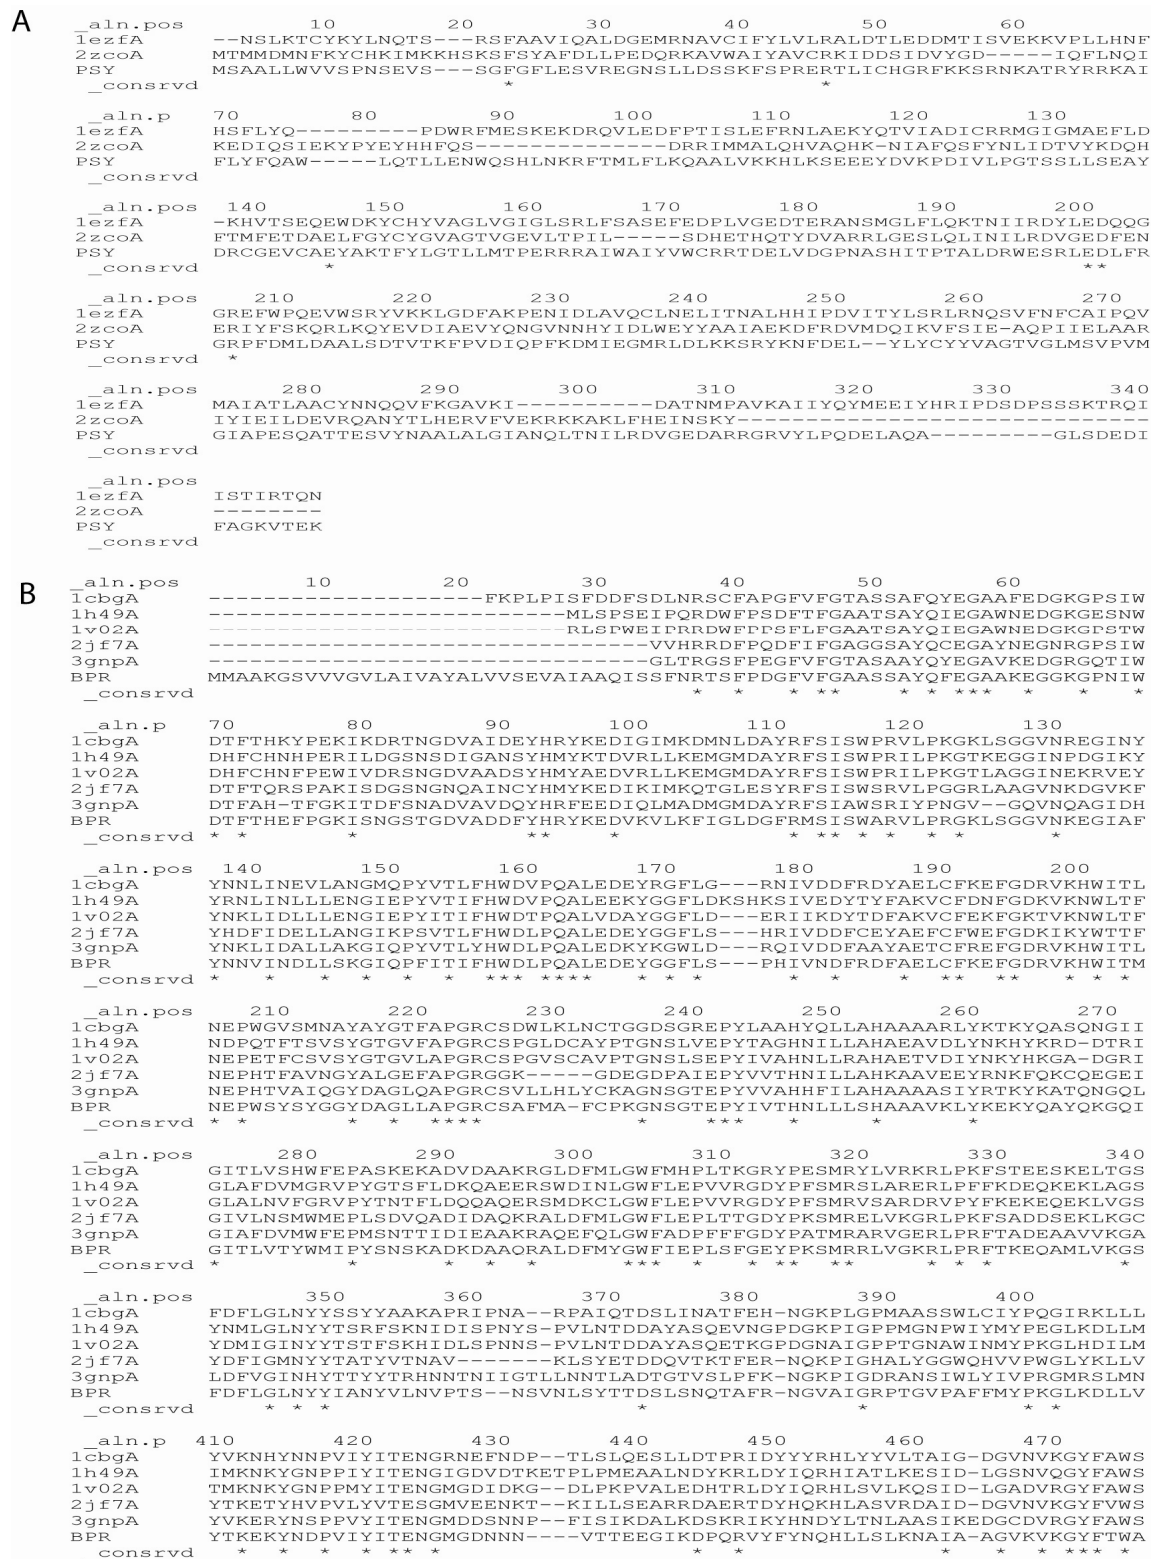 A
_aln.pos 10 20 30 40 50 60
1ezfA --NSLKTCYKYLNQTS---RSFAAVIQALDGEMRNAVCIFYLVLRALDTLEDDMTISVEKKVPLLHNF
2zcoA MTMMDMNFKYCHKIMKKHSKSFSYAFDLLPEDQRKAVWAIYAVCRKIDDSIDVYGD-----IQFLNQI
PSY MSAALLWVVSPNSEVS---SGFGFLESVREGNSLLDSSKFSPRERTLICHGRFKKSRNKATRYRRKAI
_consrvd * *
_aln.p 70 80 90 100 110 120 130
1ezfA HSFLYQ---------PDWRFMESKEKDRQVLEDFPTISLEFRNLAEKYQTVIADICRRMGIGMAEFLD
2zcoA KEDIQSIEKYPYEYHHFQS--------------DRRIMMALQHVAQHK-NIAFQSFYNLIDTVYKDQH
PSY FLYFQAW-----LQTLLENWQSHLNKRFTMLFLKQAALVKKHLKSEEEYDVKPDIVLPGTSSLLSEAY
_consrvd
_aln.pos 140 150 160 170 180 190 200
1ezfA -KHVTSEQEWDKYCHYVAGLVGIGLSRLFSASEFEDPLVGEDTERANSMGLFLQKTNIIRDYLEDQQG
2zcoA FTMFETDAELFGYCYGVAGTVGEVLTPIL-----SDHETHQTYDVARRLGESLQLINILRDVGEDFEN
PSY DRCGEVCAEYAKTFYLGTLLMTPERRRAIWAIYVWCRRTDELVDGPNASHITPTALDRWESRLEDLFR
_consrvd * **
_aln.pos 210 220 230 240 250 260 270
1ezfA GREFWPQEVWSRYVKKLGDFAKPENIDLAVQCLNELITNALHHIPDVITYLSRLRNQSVFNFCAIPQV
2zcoA ERIYFSKQRLKQYEVDIAEVYQNGVNNHYIDLWEYYAAIAEKDFRDVMDQIKVFSIE-AQPIIELAAR
PSY GRPFDMLDAALSDTVTKFPVDIQPFKDMIEGMRLDLKKSRYKNFDEL--YLYCYYVAGTVGLMSVPVM
_consrvd *
_aln.pos 280 290 300 310 320 330 340
1ezfA MAIATLAACYNNQQVFKGAVKI----------DATNMPAVKAIIYQYMEEIYHRIPDSDPSSSKTRQI
2zcoA IYIEILDEVRQANYTLHERVFVEKRKKAKLFHEINSKY------------------------------
PSY GIAPESQATTESVYNAALALGIANQLTNILRDVGEDARRGRVYLPQDELAQA---------GLSDEDI
_consrvd
_aln.pos
1ezfA ISTIRTQN
2zcoA --------
PSY FAGKVTEK
_consrvd
B
_aln.pos 10 20 30 40 50 60
1cbgA --------------------FKPLPISFDDFSDLNRSCFAPGFVFGTASSAFQYEGAAFEDGKGPSIW
1h49A --------------------------MLSPSEIPQRDWFPSDFTFGAATSAYQIEGAWNEDGKGESNW
1v02A --------------------------RLSPWEIPRRDWFPPSFLFGAATSAYQIEGAWNEDGKGPSTW
2jf7A --------------------------------VVHRRDFPQDFIFGAGGSAYQCEGAYNEGNRGPSIW
3gnpA --------------------------------GLTRGSFPEGFVFGTASAAYQYEGAVKEDGRGQTIW
BPR MMAAKGSVVVGVLAIVAYALVVSEVAIAAQISSFNRTSFPDGFVFGAASSAYQFEGAAKEGGKGPNIW
_consrvd * * * ** * * *** * * *
_aln.p 70 80 90 100 110 120 130
1cbgA DTFTHKYPEKIKDRTNGDVAIDEYHRYKEDIGIMKDMNLDAYRFSISWPRVLPKGKLSGGVNREGINY
1h49A DHFCHNHPERILDGSNSDIGANSYHMYKTDVRLLKEMGMDAYRFSISWPRILPKGTKEGGINPDGIKY
1v02A DHFCHNFPEWIVDRSNGDVAADSYHMYAEDVRLLKEMGMDAYRFSISWPRILPKGTLAGGINEKRVEY
2jf7A DTFTQRSPAKISDGSNGNQAINCYHMYKEDIKIMKQTGLESYRFSISWSRVLPGGRLAAGVNKDGVKF
3gnpA DTFAH-TFGKITDFSNADVAVDQYHRFEEDIQLMADMGMDAYRFSIAWSRIYPNGV--GQVNQAGIDH
BPR DTFTHEFPGKISNGSTGDVADDFYHRYKEDVKVLKFIGLDGFRMSISWARVLPRGKLSGGVNKEGIAF
_consrvd * * * ** * * ** * * * * *
_aln.pos 140 150 160 170 180 190 200
1cbgA YNNLINEVLANGMQPYVTLFHWDVPQALEDEYRGFLG---RNIVDDFRDYAELCFKEFGDRVKHWITL
1h49A YRNLINLLLENGIEPYVTIFHWDVPQALEEKYGGFLDKSHKSIVEDYTYFAKVCFDNFGDKVKNWLTF
1v02A YNKLIDLLLENGIEPYITIFHWDTPQALVDAYGGFLD---ERIIKDYTDFAKVCFEKFGKTVKNWLTF
2jf7A YHDFIDELLANGIKPSVTLFHWDLPQALEDEYGGFLS---HRIVDDFCEYAEFCFWEFGDKIKYWTTF
3gnpA YNKLIDALLAKGIQPYVTLYHWDLPQALEDKYKGWLD---RQIVDDFAAYAETCFREFGDRVKHWITL
BPR YNNVINDLLSKGIQPFITIFHWDLPQALEDEYGGFLS---PHIVNDFRDFAELCFKEFGDRVKHWITM
_consrvd * * * * * *** **** * * * * * * ** ** * * *
_aln.pos 210 220 230 240 250 260 270
1cbgA NEPWGVSMNAYAYGTFAPGRCSDWLKLNCTGGDSGREPYLAAHYQLLAHAAAARLYKTKYQASQNGII
1h49A NDPQTFTSVSYGTGVFAPGRCSPGLDCAYPTGNSLVEPYTAGHNILLAHAEAVDLYNKHYKRD-DTRI
1v02A NEPETFCSVSYGTGVLAPGRCSPGVSCAVPTGNSLSEPYIVAHNLLRAHAETVDIYNKYHKGA-DGRI
2jf7A NEPHTFAVNGYALGEFAPGRGGK-----GDEGDPAIEPYVVTHNILLAHKAAVEEYRNKFQKCQEGEI
3gnpA NEPHTVAIQGYDAGLQAPGRCSVLLHLYCKAGNSGTEPYVVAHHFILAHAAAASIYRTKYKATQNGQL
BPR NEPWSYSYGGYDAGLLAPGRCSAFMA-FCPKGNSGTEPYIVTHNLLLSHAAAVKLYKEKYQAYQKGQI
_consrvd * * * * **** * *** * * *
_aln.pos 280 290 300 310 320 330 340
1cbgA GITLVSHWFEPASKEKADVDAAKRGLDFMLGWFMHPLTKGRYPESMRYLVRKRLPKFSTEESKELTGS
1h49A GLAFDVMGRVPYGTSFLDKQAEERSWDINLGWFLEPVVRGDYPFSMRSLARERLPFFKDEQKEKLAGS
1v02A GLALNVFGRVPYTNTFLDQQAQERSMDKCLGWFLEPVVRGDYPFSMRVSARDRVPYFKEKEQEKLVGS
2jf7A GIVLNSMWMEPLSDVQADIDAQKRALDFMLGWFLEPLTTGDYPKSMRELVKGRLPKFSADDSEKLKGC
3gnpA GIAFDVMWFEPMSNTTIDIEAAKRAQEFQLGWFADPFFFGDYPATMRARVGERLPRFTADEAAVVKGA
BPR GITLVTYWMIPYSNSKADKDAAQRALDFMYGWFIEPLSFGEYPKSMRRLVGKRLPRFTKEQAMLVKGS
_consrvd * * * * * *** * * ** ** * * * *
_aln.pos 350 360 370 380 390 400
1cbgA FDFLGLNYYSSYYAAKAPRIPNA--RPAIQTDSLINATFEH-NGKPLGPMAASSWLCIYPQGIRKLLL
1h49A YNMLGLNYYTSRFSKNIDISPNYS-PVLNTDDAYASQEVNGPDGKPIGPPMGNPWIYMYPEGLKDLLM
1v02A YDMIGINYYTSTFSKHIDLSPNNS-PVLNTDDAYASQETKGPDGNAIGPPTGNAWINMYPKGLHDILM
2jf7A YDFIGMNYYTATYVTNAV-------KLSYETDDQVTKTFER-NQKPIGHALYGGWQHVVPWGLYKLLV
3gnpA LDFVGINHYTTYYTRHNNTNIIGTLLNNTLADTGTVSLPFK-NGKPIGDRANSIWLYIVPRGMRSLMN
BPR FDFLGLNYYIANYVLNVPTS--NSVNLSYTTDSLSNQTAFR-NGVAIGRPTGVPAFFMYPKGLKDLLV
_consrvd * * * * * * *
_aln.p 410 420 430 440 450 460 470
1cbgA YVKNHYNNPVIYITENGRNEFNDP--TLSLQESLLDTPRIDYYYRHLYYVLTAIG-DGVNVKGYFAWS
1h49A IMKNKYGNPPIYITENGIGDVDTKETPLPMEAALNDYKRLDYIQRHIATLKESID-LGSNVQGYFAWS
1v02A TMKNKYGNPPMYITENGMGDIDKG--DLPKPVALEDHTRLDYIQRHLSVLKQSID-LGADVRGYFAWS
2jf7A YTKETYHVPVLYVTESGMVEENKT--KILLSEARRDAERTDYHQKHLASVRDAID-DGVNVKGYFVWS
3gnpA YVKERYNSPPVYITENGMDDSNNP--FISIKDALKDSKRIKYHNDYLTNLAASIKEDGCDVRGYFAWS
BPR YTKEKYNDPVIYITENGMGDNNN----VTTEEGIKDPQRVYFYNQHLLSLKNAIA-AGVKVKGYFTWA
consrvd * * * * ** * * * * * * *** *